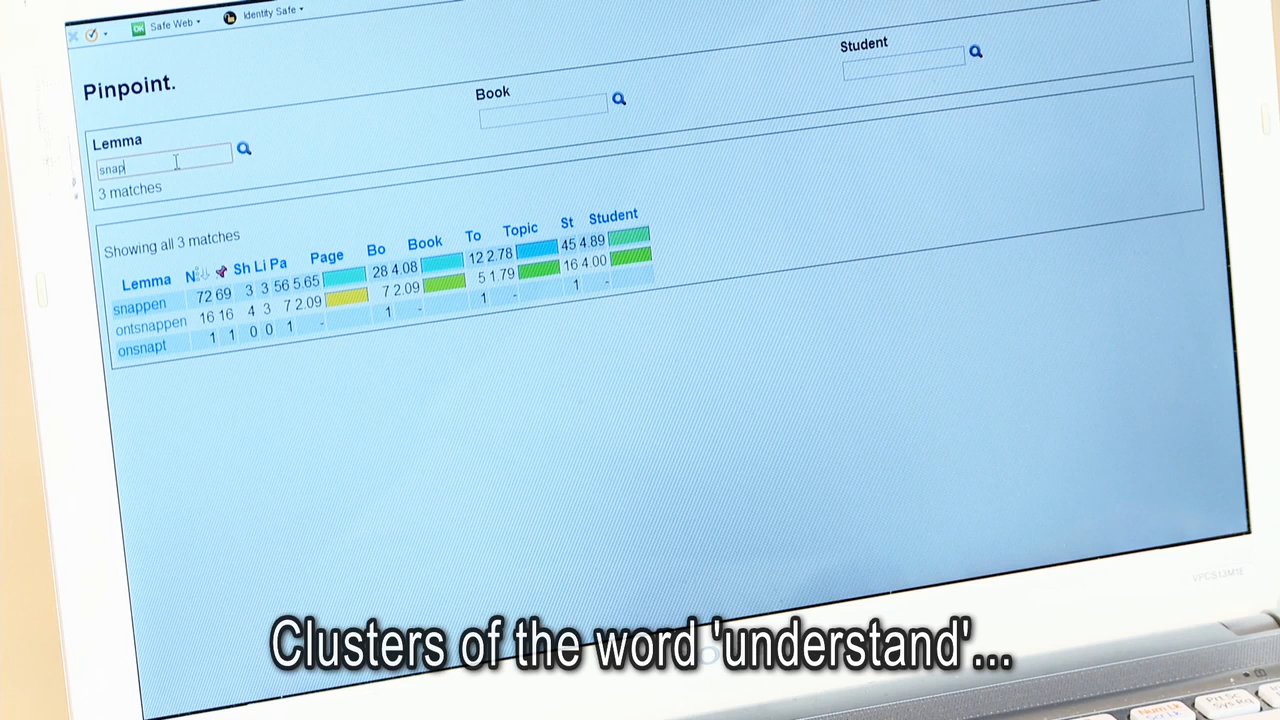 Safe Web
Identity Safe
Pinpoint.
Lemma
Book
Student
snap
3 matches
Showing all 3 matches
Lemma N Sh Li Pa Page Bo Book To Topic St Student
snappen 72 69 3 3 56 5.65 28 4.08 12 2.78 45 4.89
ontsnappen 16 16 4 3 7 2.09 7 2.09 5 1.79 16 4.00
onsnapt 1 1 0 0 1 - 1 - 1 - 1 -
Clusters of the word 'understand'...
VPCS13M1E